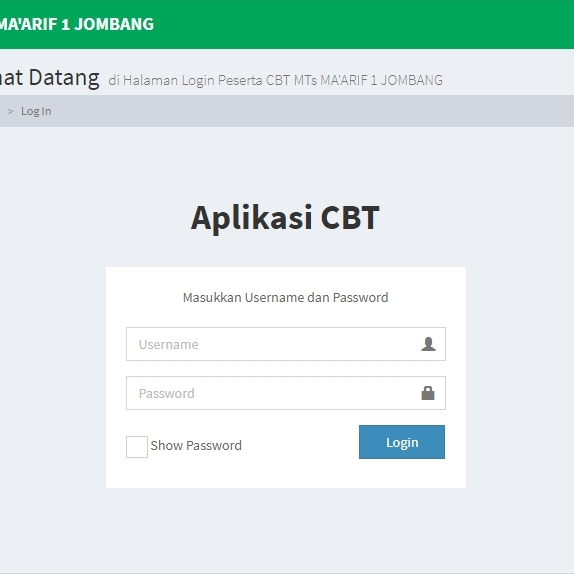 MA'ARIF 1 JOMBANG
Datang di Halaman Login Peserta CBT MTs MA'ARIF 1 JOMBANG
> Log In
Aplikasi CBT
Masukkan Username dan Password
Username
Password
Show Password
Login